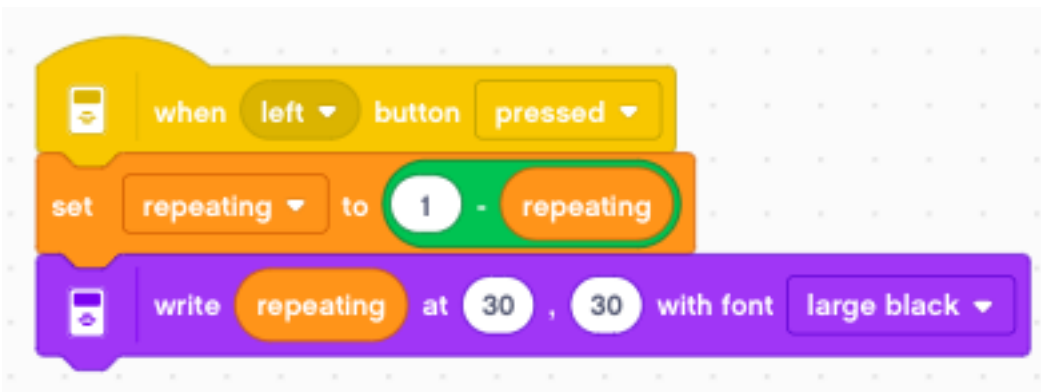 when left button pressed
set repeating to 1 - repeating
write repeating at 30 , 30 with font large black